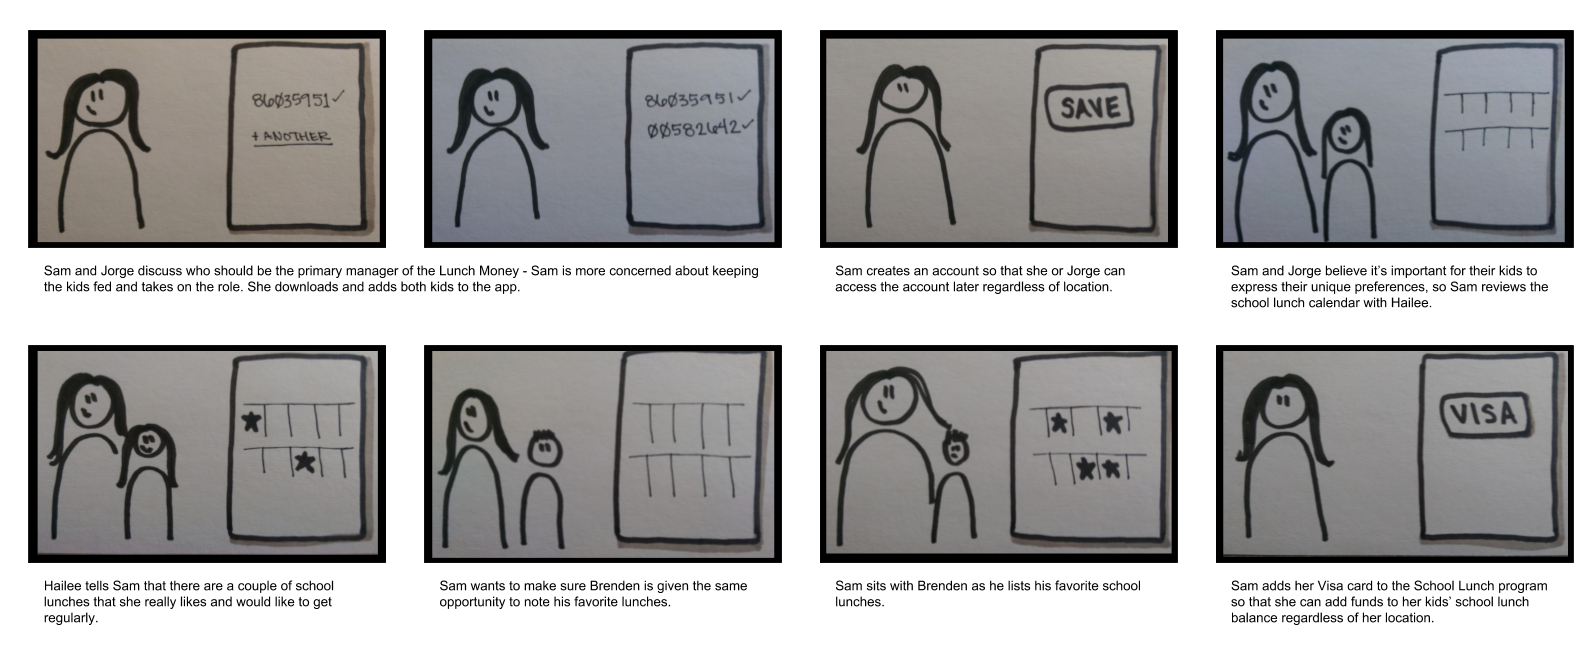 86Ø35951✓
+ ANOTHER
86Ø35951✓
ØØ582642✓
SAVE
Sam and Jorge discuss who should be the primary manager of the Lunch Money - Sam is more concerned about keeping
the kids fed and takes on the role. She downloads and adds both kids to the app.
Sam creates an account so that she or Jorge can
access the account later regardless of location.
Sam and Jorge believe it’s important for their kids to
express their unique preferences, so Sam reviews the
school lunch calendar with Hailee.
VISA
Hailee tells Sam that there are a couple of school
lunches that she really likes and would like to get
regularly.
Sam wants to make sure Brenden is given the same
opportunity to note his favorite lunches.
Sam sits with Brenden as he lists his favorite school
lunches.
Sam adds her Visa card to the School Lunch program
so that she can add funds to her kids’ school lunch
balance regardless of her location.